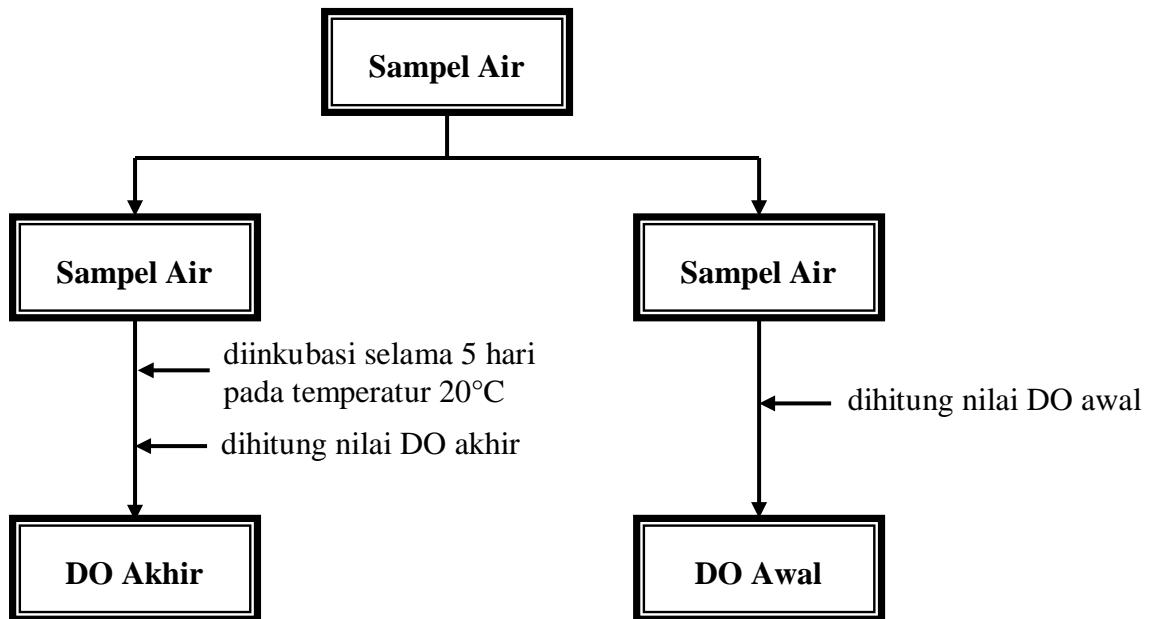 Sampel Air
Sampel Air
Sampel Air
diinkubasi selama 5 hari
pada temperatur 20°C
dihitung nilai DO awal
dihitung nilai DO akhir
DO Akhir
DO Awal